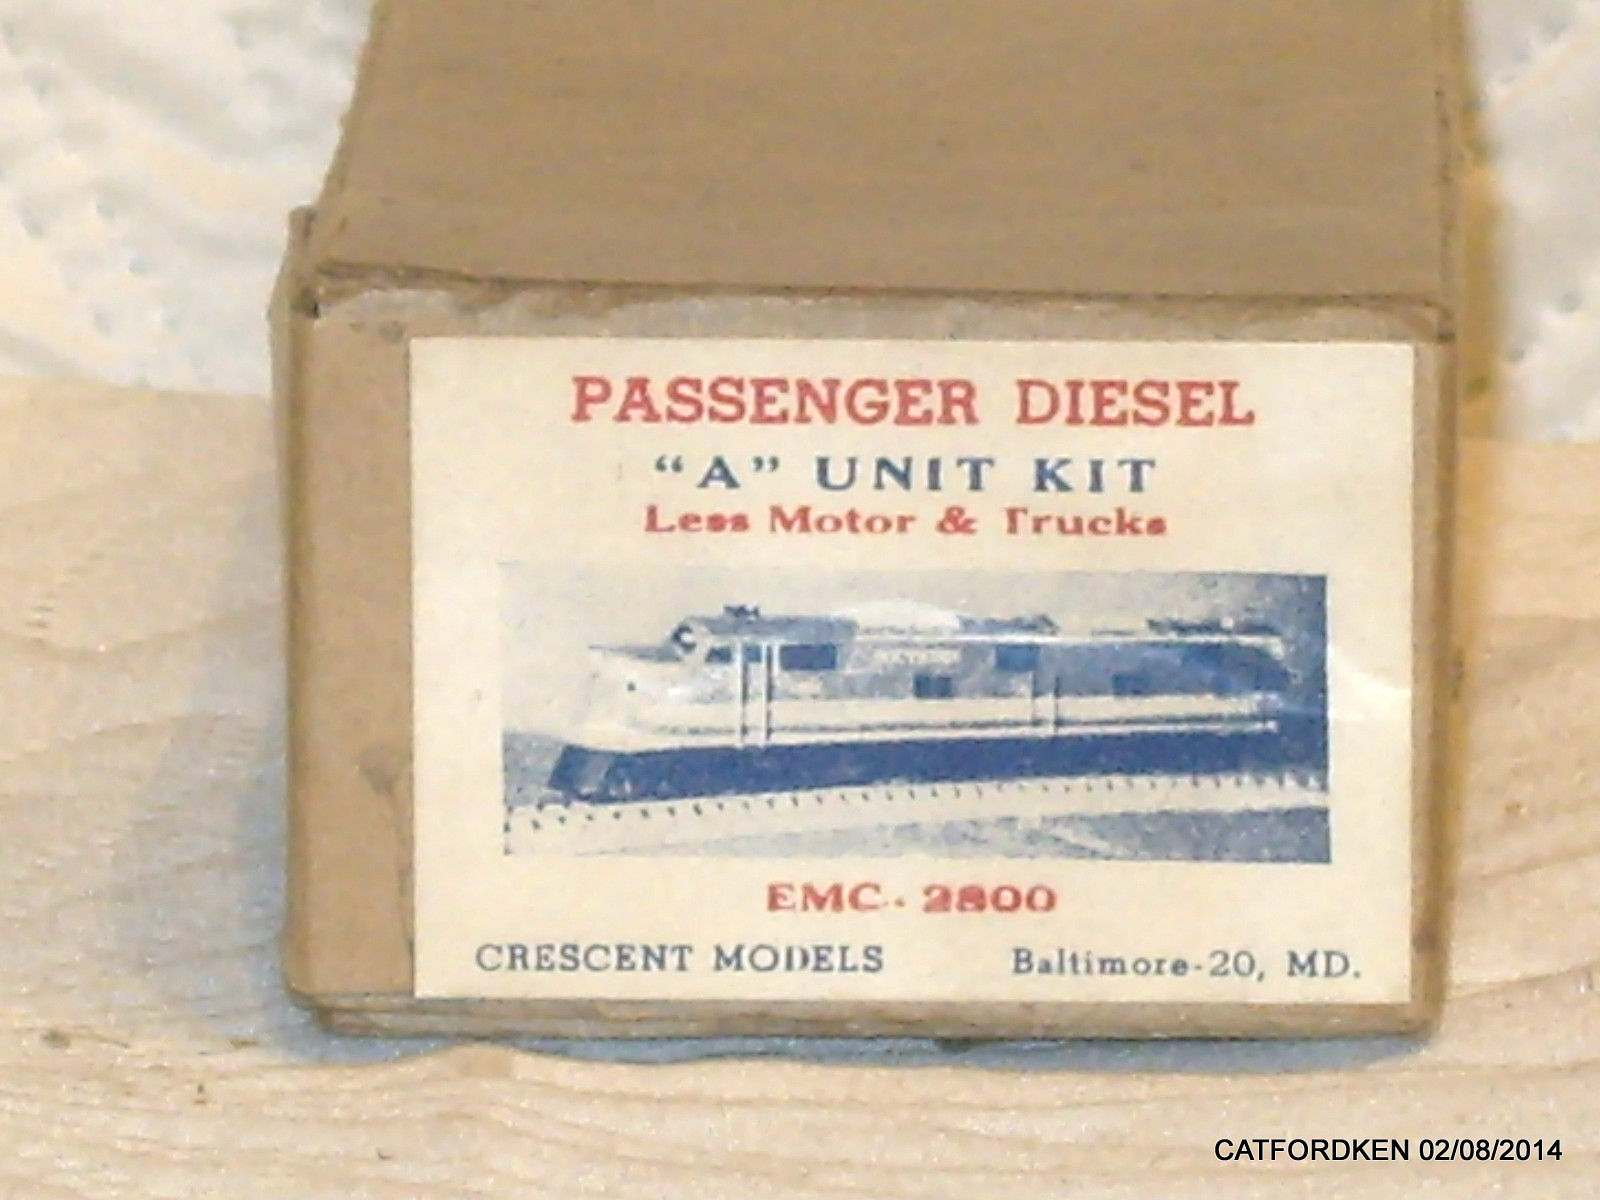 PASSENGER DIESEL
“A” UNIT KIT
Less Motor & Trucks
EMC - 2800
CRESCENT MODELS Baltimore-20, MD.
CATFORDKEN 02/08/2014